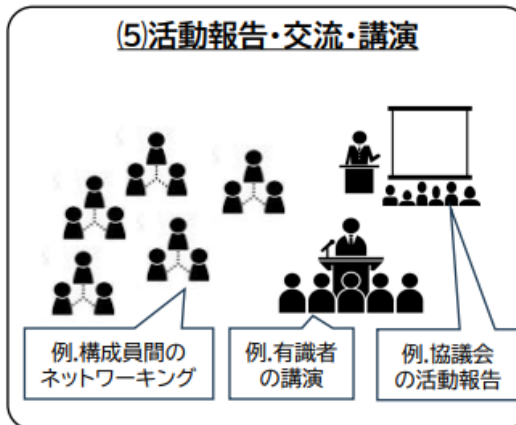 ⑸活動報告・交流・講演
例.構成員間の
ネットワーキング
例.有識者
の講演
例.協議会
の活動報告